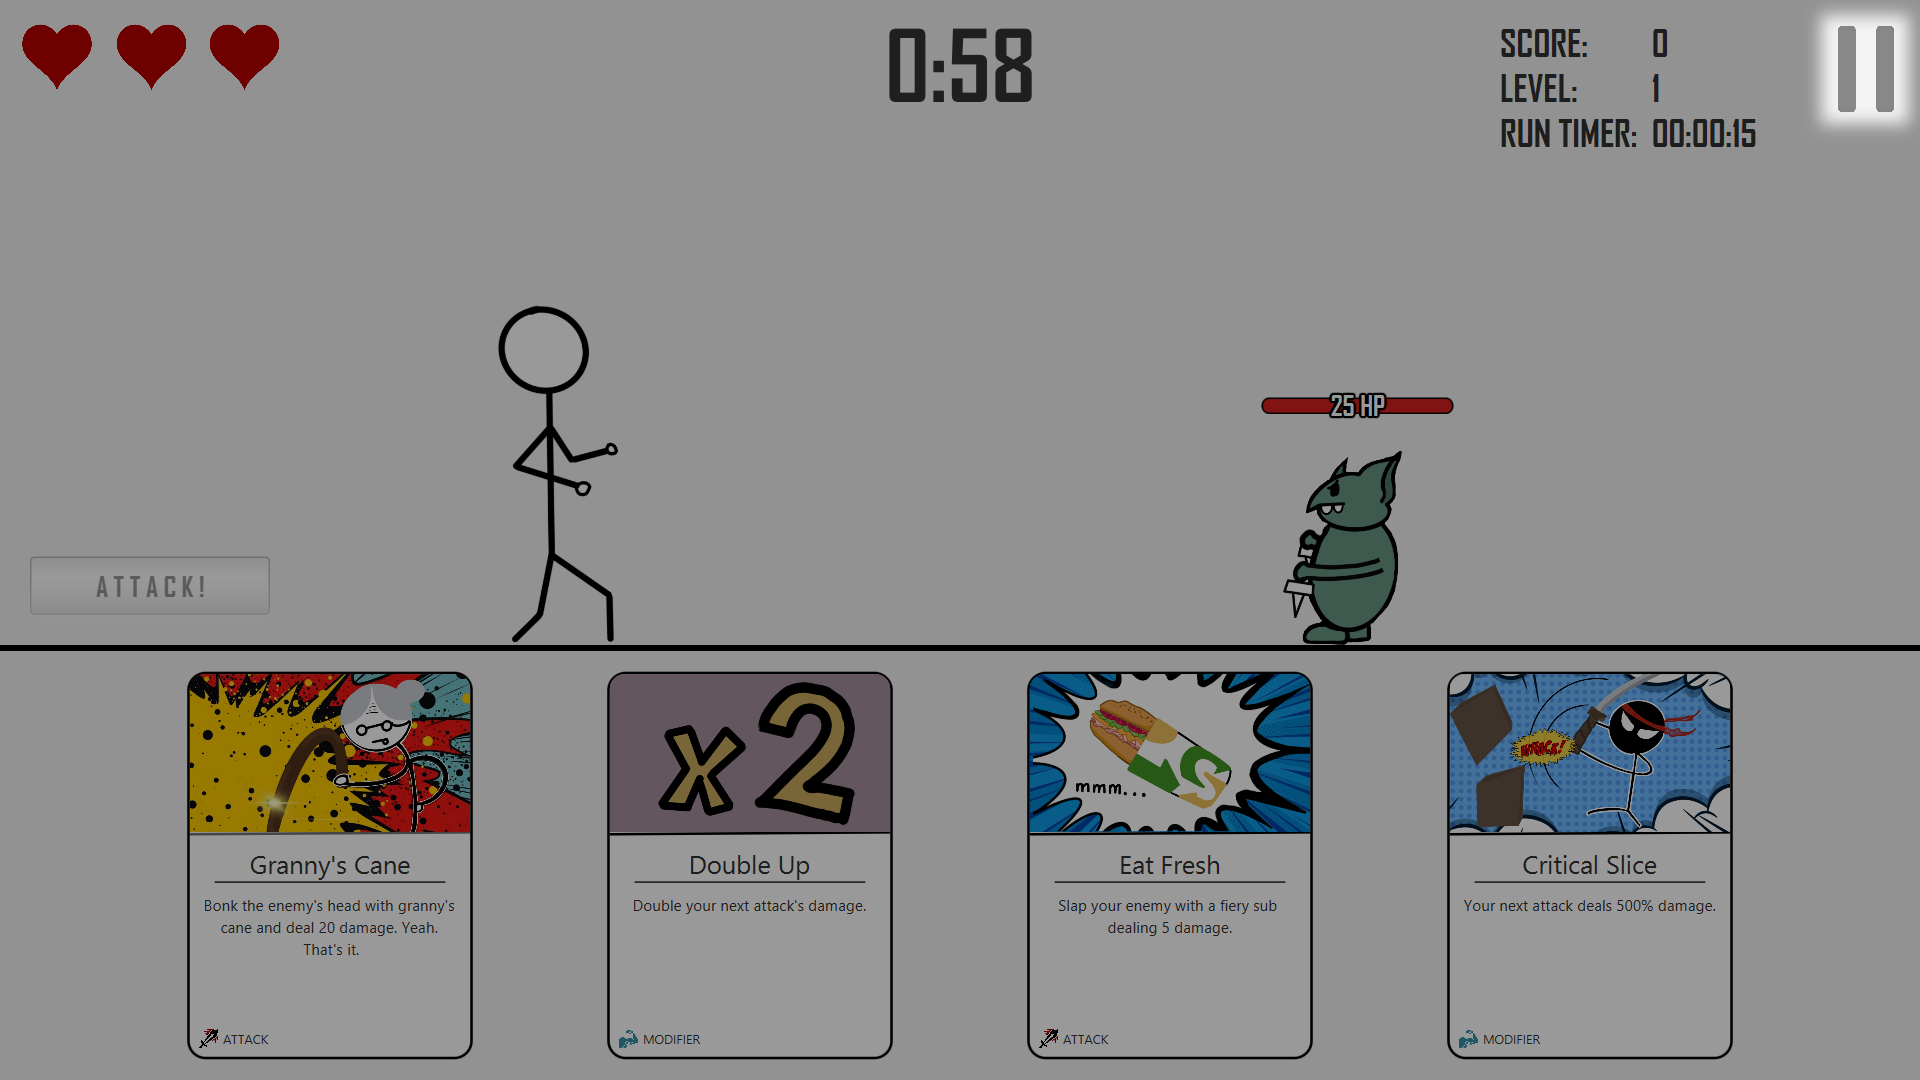 0:58
SCORE: 0
LEVEL: 1
RUN TIMER: 00:00:15
25 HP
ATTACK!
x2
mmm...
WHACK!
Granny's Cane
Bonk the enemy's head with granny's
cane and deal 20 damage. Yeah.
That's it.
ATTACK
Double Up
Double your next attack's damage.
MODIFIER
Eat Fresh
Slap your enemy with a fiery sub
dealing 5 damage.
ATTACK
Critical Slice
Your next attack deals 500% damage.
MODIFIER